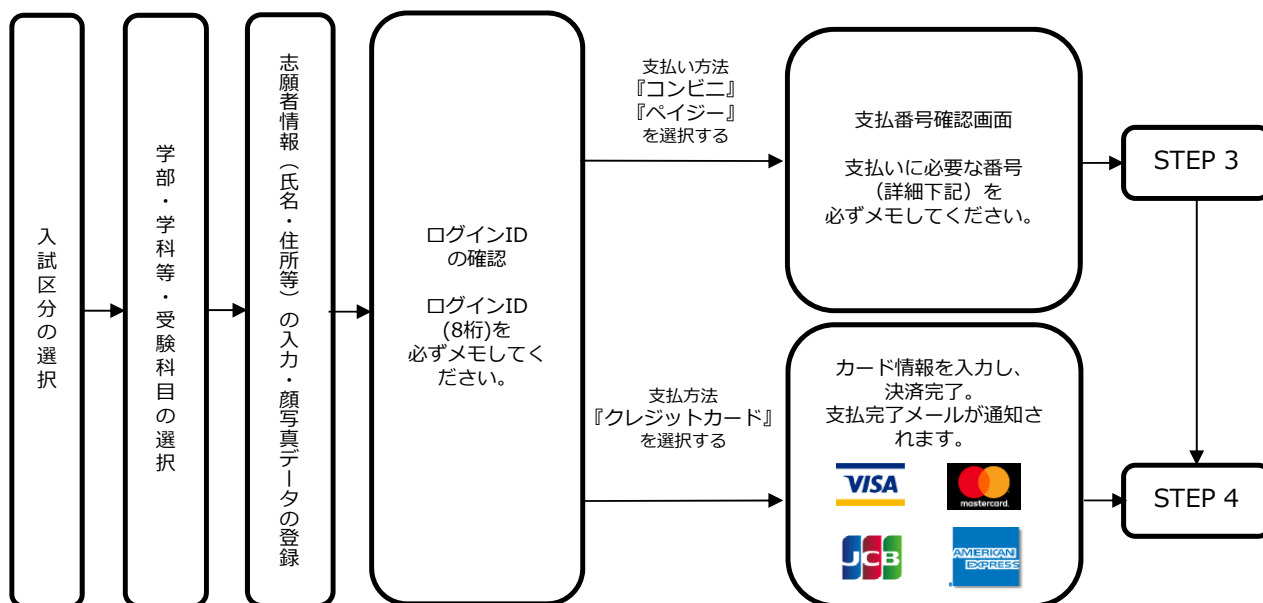 入試区分の選択
学部・学科等・受験科目の選択
志願者情報（氏名・住所等）の入力・顔写真データの登録
ログインID
の確認
ログインID
(8桁)を
必ずメモしてく
ださい。
支払い方法
『コンビニ』
『ペイジー』
を選択する
支払番号確認画面
支払いに必要な番号
（詳細下記）を
必ずメモしてください。
STEP 3
支払方法
『クレジットカード』
を選択する
カード情報を入力し、
決済完了。
支払完了メールが通知さ
れます。
VISA
mastercard.
JCB
AMERICAN
EXPRESS
STEP 4